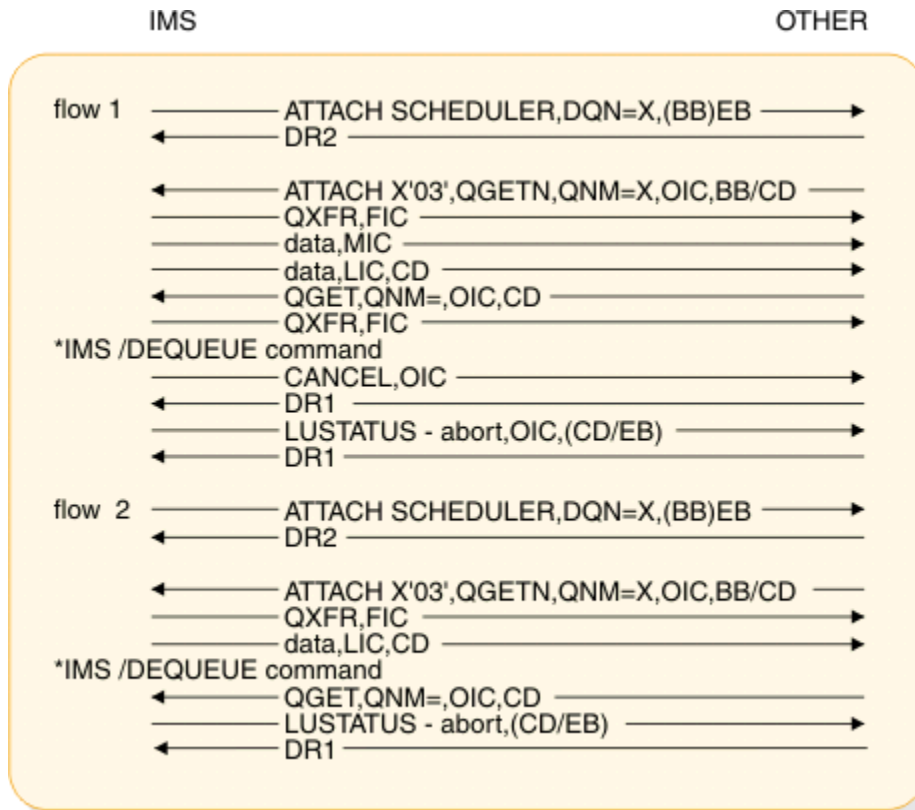 IMS OTHER
flow 1 ATTACH SCHEDULER,DQN=X,(BB)EB
DR2
ATTACH X'03',QGETN,QNM=X,OIC,BB/CD
QXFR,FIC
data,MIC
data,LIC,CD
QGET,QNM=,OIC,CD
QXFR,FIC
*IMS /DEQUEUE command
CANCEL,OIC
DR1
LUSTATUS - abort,OIC,(CD/EB)
DR1
flow 2 ATTACH SCHEDULER,DQN=X,(BB)EB
DR2
ATTACH X'03',QGETN,QNM=X,OIC,BB/CD
QXFR,FIC
data,LIC,CD
*IMS /DEQUEUE command
QGET,QNM=,OIC,CD
LUSTATUS - abort,(CD/EB)
DR1